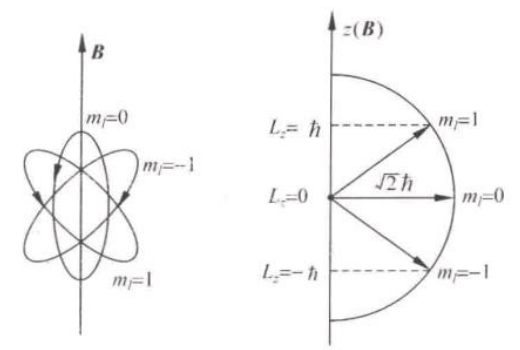 B
m_l=0
m_l=−1
m_l=1
z(B)
L_z= ħ
m_l=1
√2 ħ
L_z=0
m_l=0
L_z=− ħ
m_l=−1